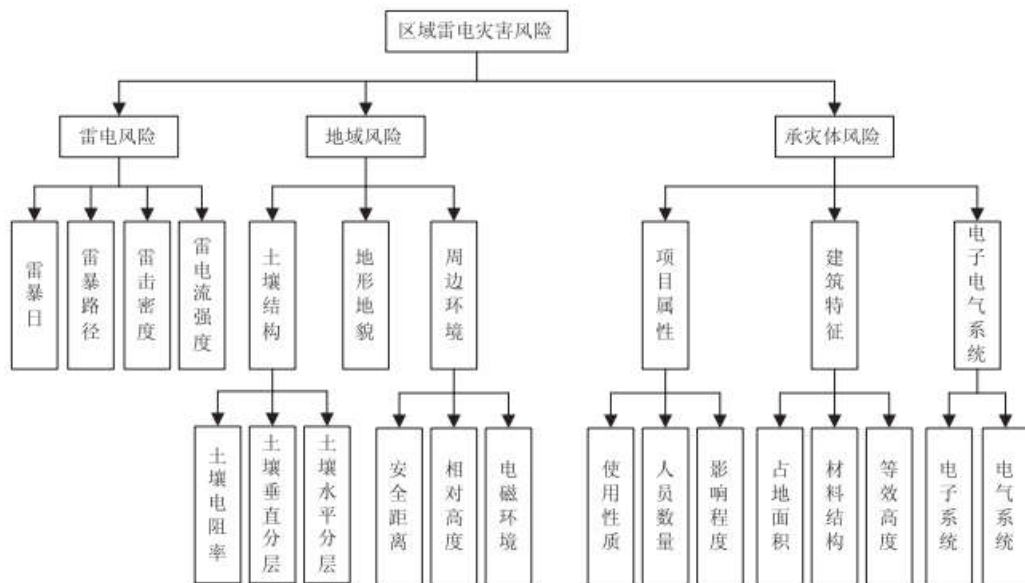 区域雷电灾害风险
雷电风险
地域风险
承灾体风险
雷暴日
雷暴路径
雷击密度
雷电流强度
土壤结构
地形地貌
周边环境
项目属性
建筑特征
电子电气系统
土壤电阻率
土壤垂直分层
土壤水平分层
安全距离
相对高度
电磁环境
使用性质
人员数量
影响程度
占地面积
材料结构
等效高度
电子系统
电气系统